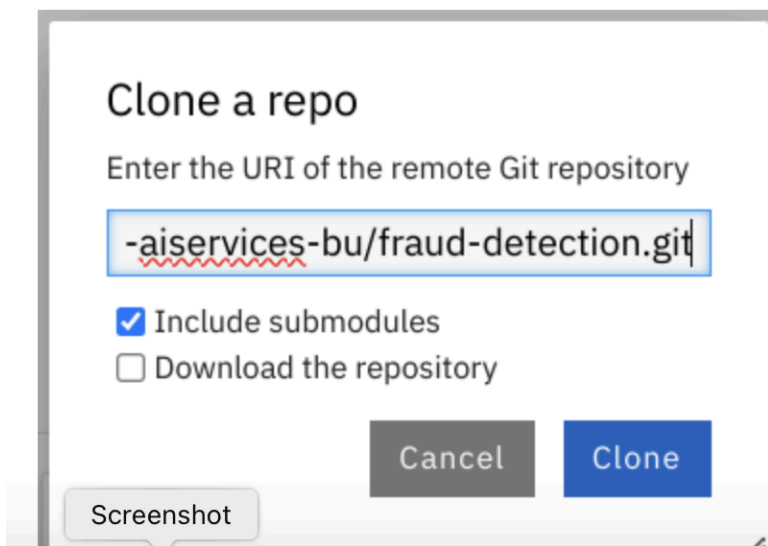 Clone a repo
Enter the URI of the remote Git repository
-aiservices-bu/fraud-detection.git
Include submodules
Download the repository
Cancel
Clone
Screenshot